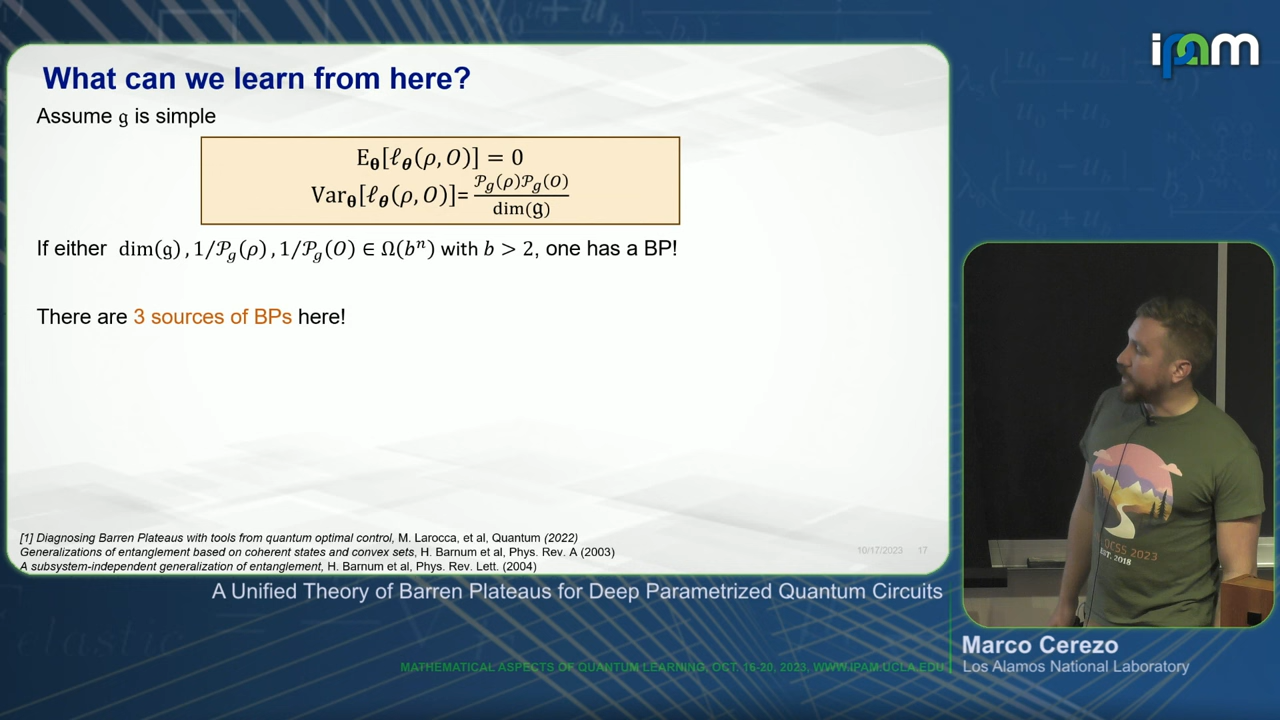 What can we learn from here?
Assume 𝔤 is simple
E_𝛉[ℓ_𝜽(ρ, O)] = 0
Var_𝛉[ℓ_𝜽(ρ, O)]= 𝒫_g(ρ)𝒫_g(O) / dim(𝔤)
If either dim(𝔤), 1/𝒫_g(ρ), 1/𝒫_g(O) ∈ Ω(bⁿ) with b > 2, one has a BP!
There are 3 sources of BPs here!
[1] Diagnosing Barren Plateaus with tools from quantum optimal control, M. Larocca, et al, Quantum (2022)
Generalizations of entanglement based on coherent states and convex sets, H. Barnum et al, Phys. Rev. A (2003)
A subsystem-independent generalization of entanglement, H. Barnum et al, Phys. Rev. Lett. (2004)
10/17/2023 17
A Unified Theory of Barren Plateaus for Deep Parametrized Quantum Circuits
MATHEMATICAL ASPECTS OF QUANTUM LEARNING, OCT. 16-20, 2023, WWW.IPAM.UCLA.EDU
ipam
2023
EST. 2018
Marco Cerezo
Los Alamos National Laboratory
elastic